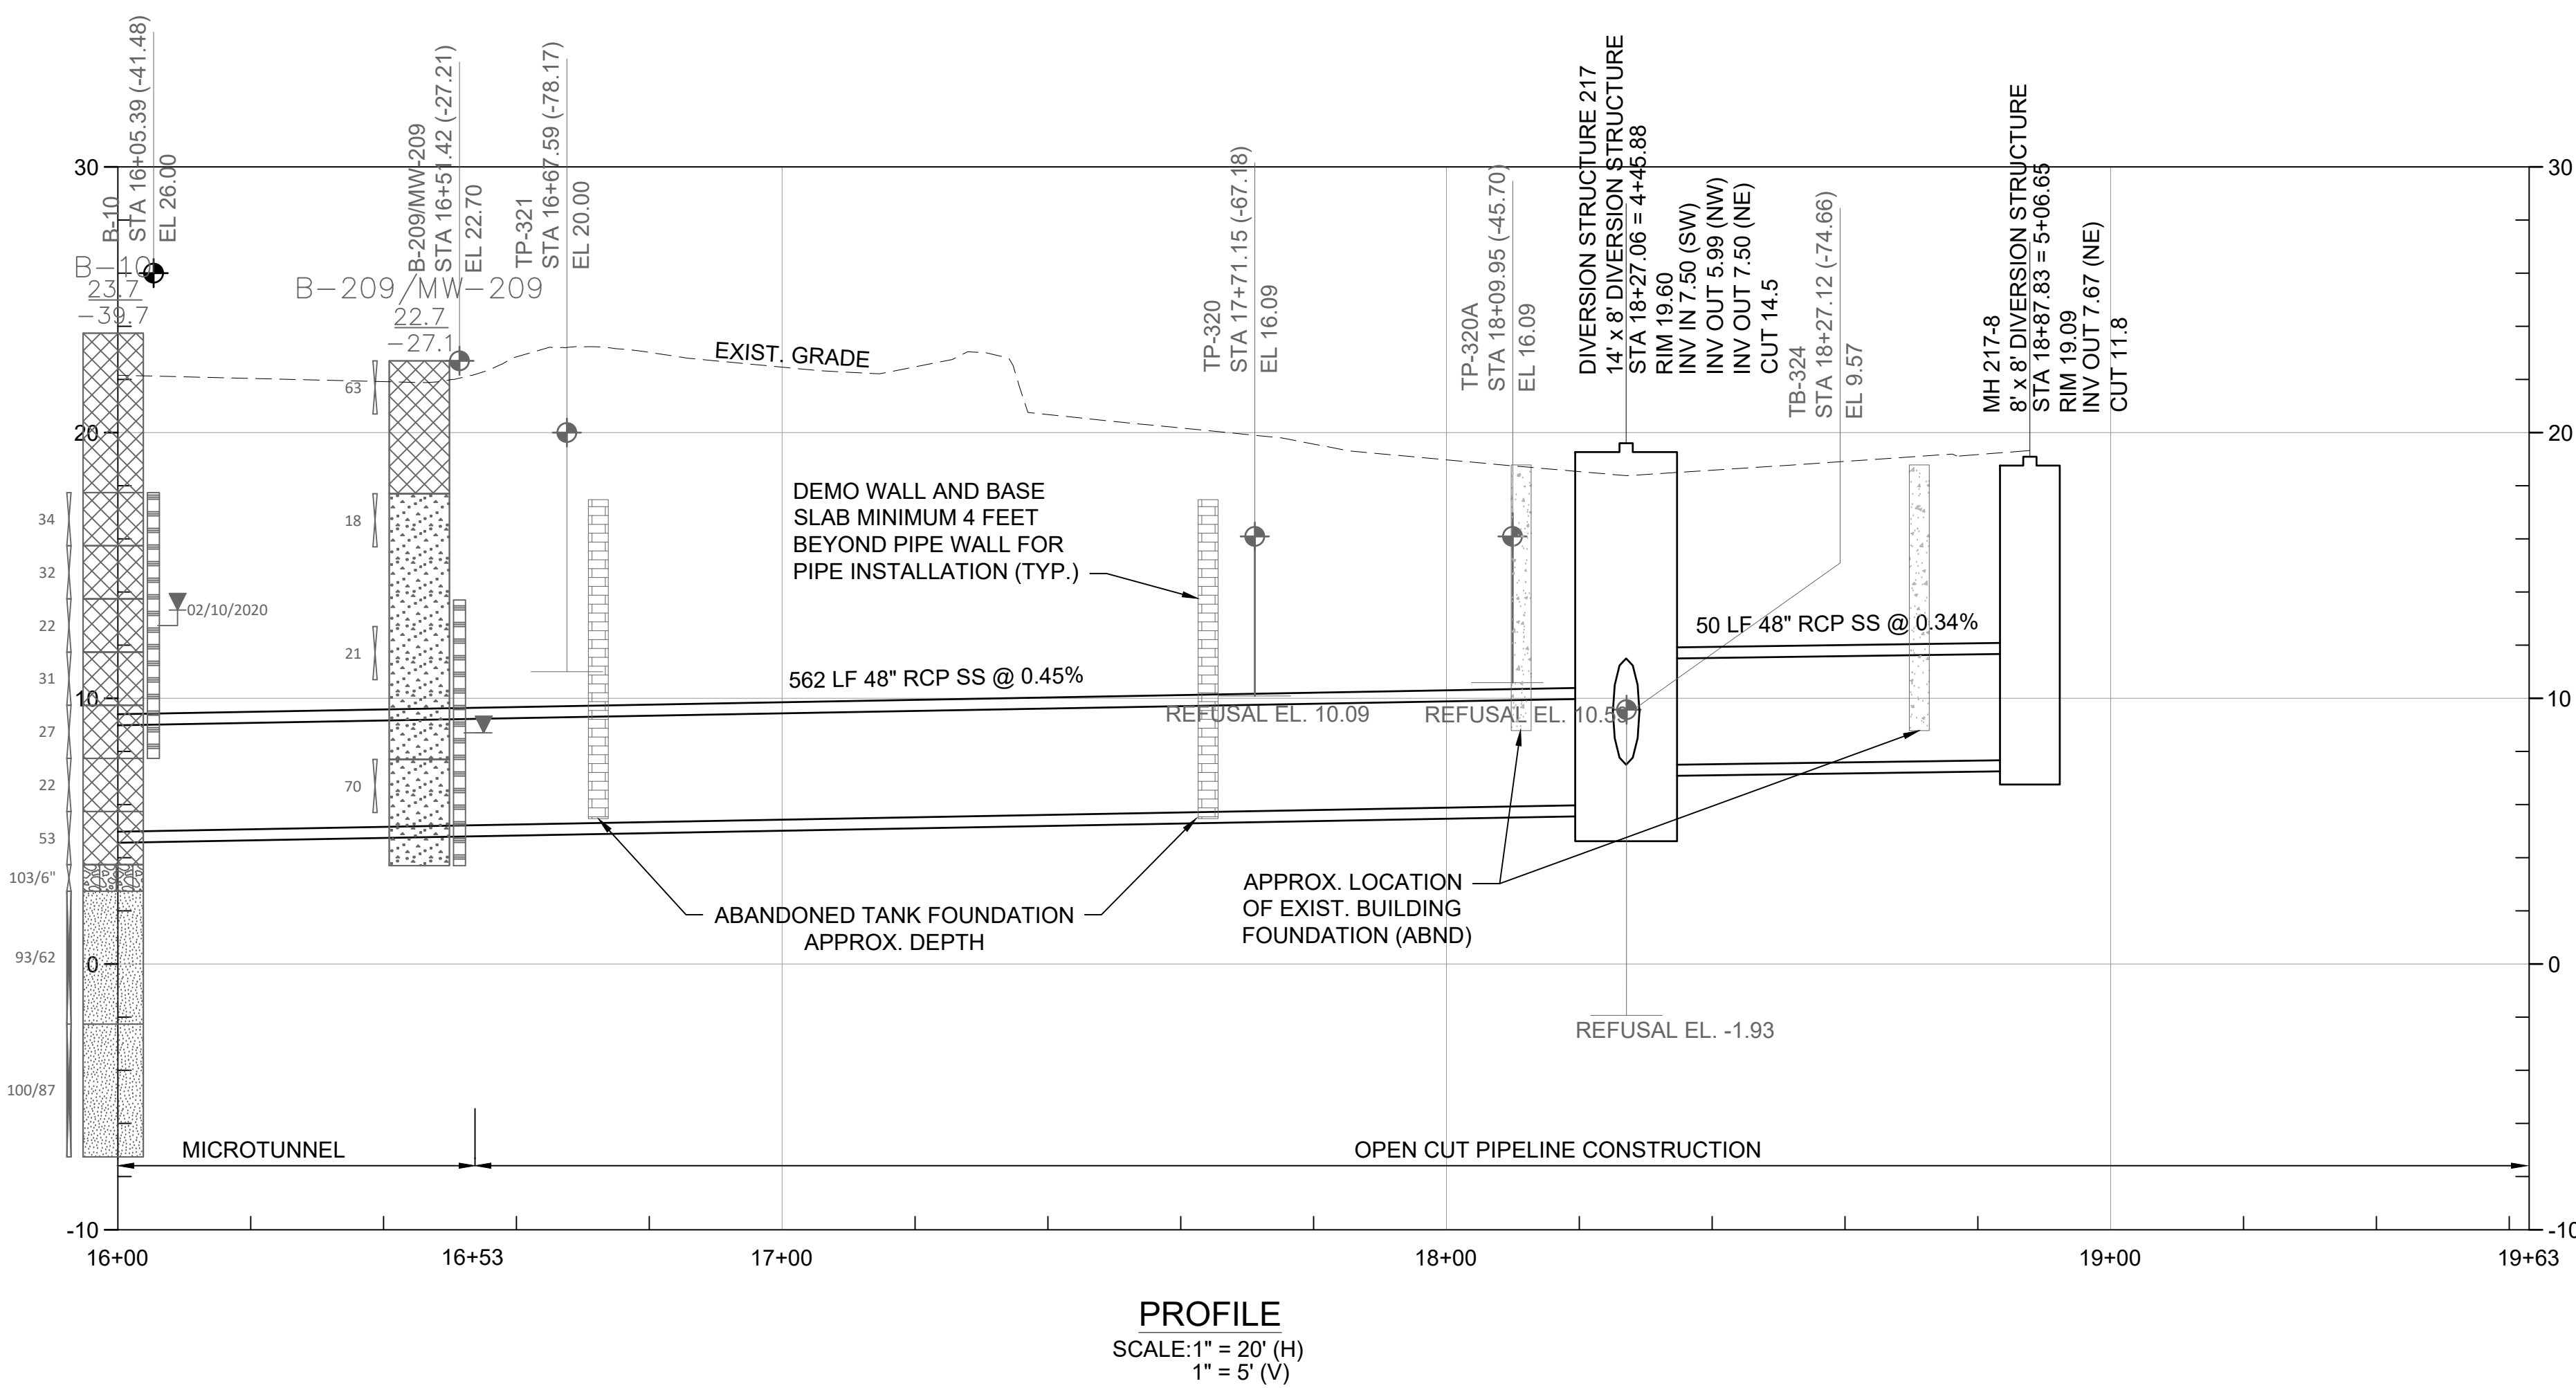 B-10
STA 16+05.39 (-41.48)
EL 26.00
B-209/MW-209
STA 16+51.42 (-27.21)
EL 22.70
TP-321
STA 16+67.59 (-78.17)
EL 20.00
TP-320
STA 17+71.15 (-67.18)
EL 16.09
TP-320A
STA 18+09.95 (-45.70)
EL 16.09
DIVERSION STRUCTURE 217
14' x 8' DIVERSION STRUCTURE
STA 18+27.06 = 4+45.88
RIM 19.60
INV IN 7.50 (SW)
INV OUT 5.99 (NW)
INV OUT 7.50 (NE)
CUT 14.5
TB-324
STA 18+27.12 (-74.66)
EL 9.57
MH 217-8
8' x 8' DIVERSION STRUCTURE
STA 18+87.83 = 5+06.65
RIM 19.09
INV OUT 7.67 (NE)
CUT 11.8
30
30
B-10
23.7
-39.7
B-209/MW-209
22.7
-27.1
EXIST. GRADE
63
20
20
DEMO WALL AND BASE
SLAB MINIMUM 4 FEET
BEYOND PIPE WALL FOR
PIPE INSTALLATION (TYP.)
34
18
32
02/10/2020
22
50 LF 48" RCP SS @ 0.34%
21
31
562 LF 48" RCP SS @ 0.45%
10
10
REFUSAL EL. 10.09
REFUSAL EL. 10.59
27
22
70
53
103/6"
APPROX. LOCATION
OF EXIST. BUILDING
FOUNDATION (ABND)
ABANDONED TANK FOUNDATION
APPROX. DEPTH
93/62
0
0
REFUSAL EL. -1.93
100/87
MICROTUNNEL
OPEN CUT PIPELINE CONSTRUCTION
-10
-10
16+00
16+53
17+00
18+00
19+00
19+63
PROFILE
SCALE:1" = 20' (H)
1" = 5' (V)